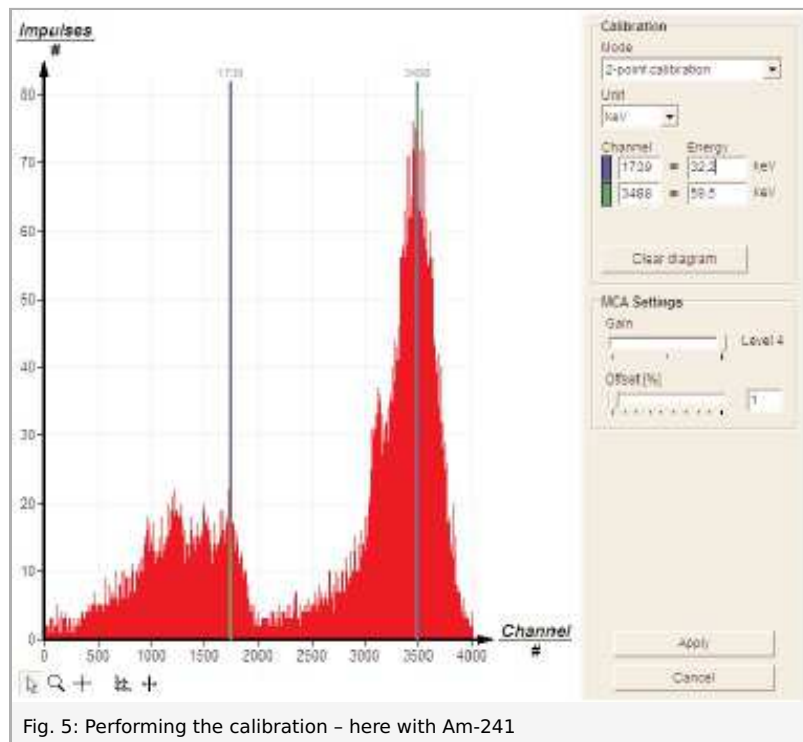 Impulses
#
1739
3488
80
70
60
50
40
30
20
10
0
0 500 1000 1500 2000 2500 3000 3500 4000
Channel
#
Calibration
Mode
2-point calibration
Unit
keV
Channel Energy
1739 = 32.2 keV
3488 = 59.5 keV
Clear diagram
MCA Settings
Gain
Level 4
Offset [%]
1
Apply
Cancel
Fig. 5: Performing the calibration – here with Am-241